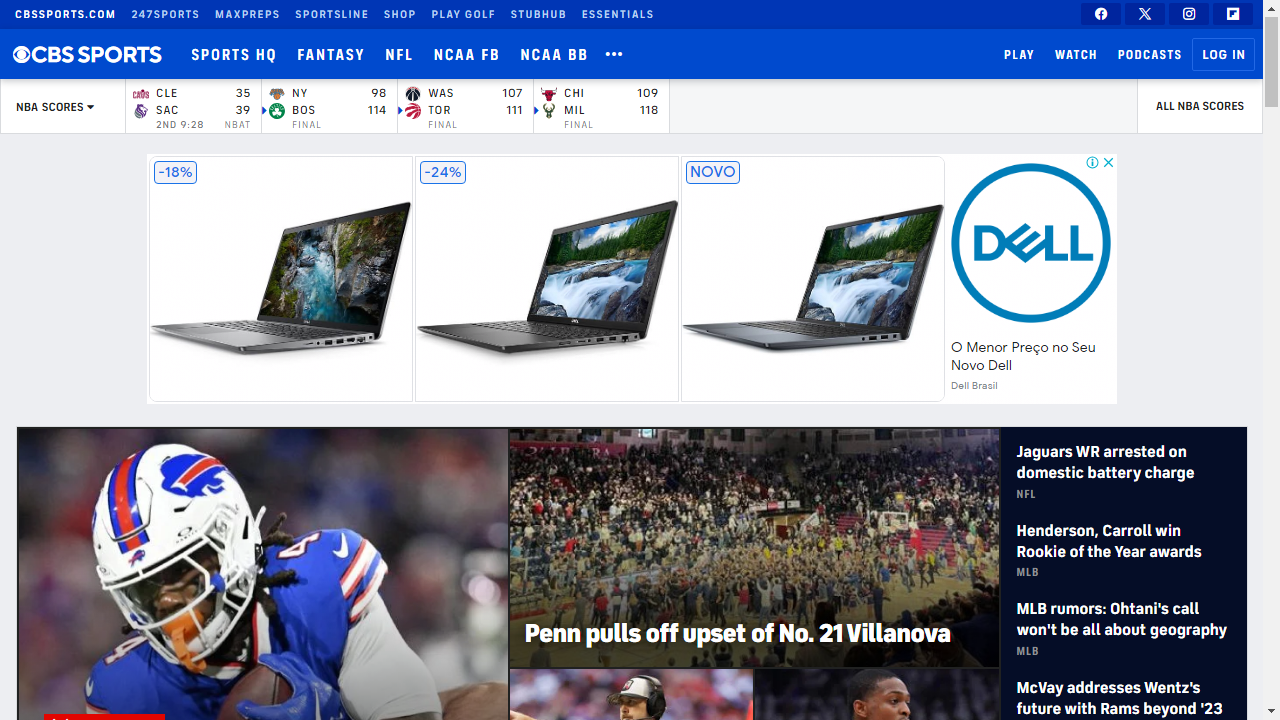 CBSSPORTS.COM 247SPORTS MAXPREPS SPORTSLINE SHOP PLAY GOLF STUBHUB ESSENTIALS
CBS SPORTS SPORTS HQ FANTASY NFL NCAA FB NCAA BB ••• PLAY WATCH PODCASTS LOG IN
NBA SCORES
CLE 35
SAC 39
2ND 9:28 NBAT
NY 98
BOS 114
FINAL
WAS 107
TOR 111
FINAL
CHI 109
MIL 118
FINAL
ALL NBA SCORES
-18%
-24%
NOVO
DELL
O Menor Preço no Seu
Novo Dell
Dell Brasil
4
4
Penn pulls off upset of No. 21 Villanova
Jaguars WR arrested on
domestic battery charge
NFL
Henderson, Carroll win
Rookie of the Year awards
MLB
MLB rumors: Ohtani's call
won't be all about geography
MLB
McVay addresses Wentz's
future with Rams beyond '23